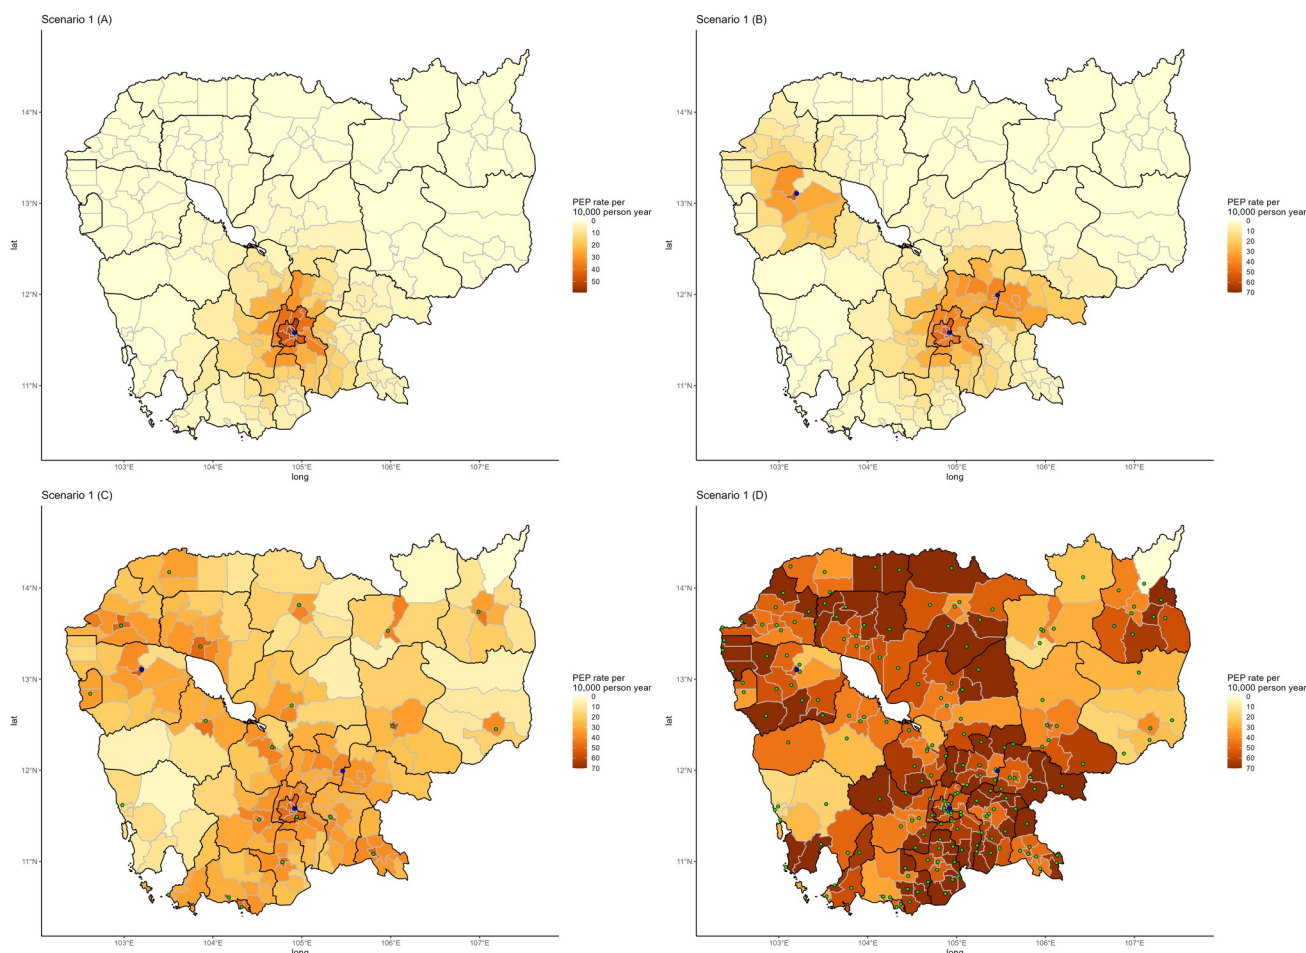 Scenario 1 (A)
14°N
13°N
12°N
11°N
lat
103°E 104°E 105°E 106°E 107°E
long
PEP rate per
10,000 person year
0
10
20
30
40
50
Scenario 1 (B)
14°N
13°N
12°N
11°N
lat
103°E 104°E 105°E 106°E 107°E
long
PEP rate per
10,000 person year
0
10
20
30
40
50
60
70
Scenario 1 (C)
14°N
13°N
12°N
11°N
lat
103°E 104°E 105°E 106°E 107°E
long
PEP rate per
10,000 person year
0
10
20
30
40
50
60
70
Scenario 1 (D)
14°N
13°N
12°N
11°N
lat
103°E 104°E 105°E 106°E 107°E
long
PEP rate per
10,000 person year
0
10
20
30
40
50
60
70